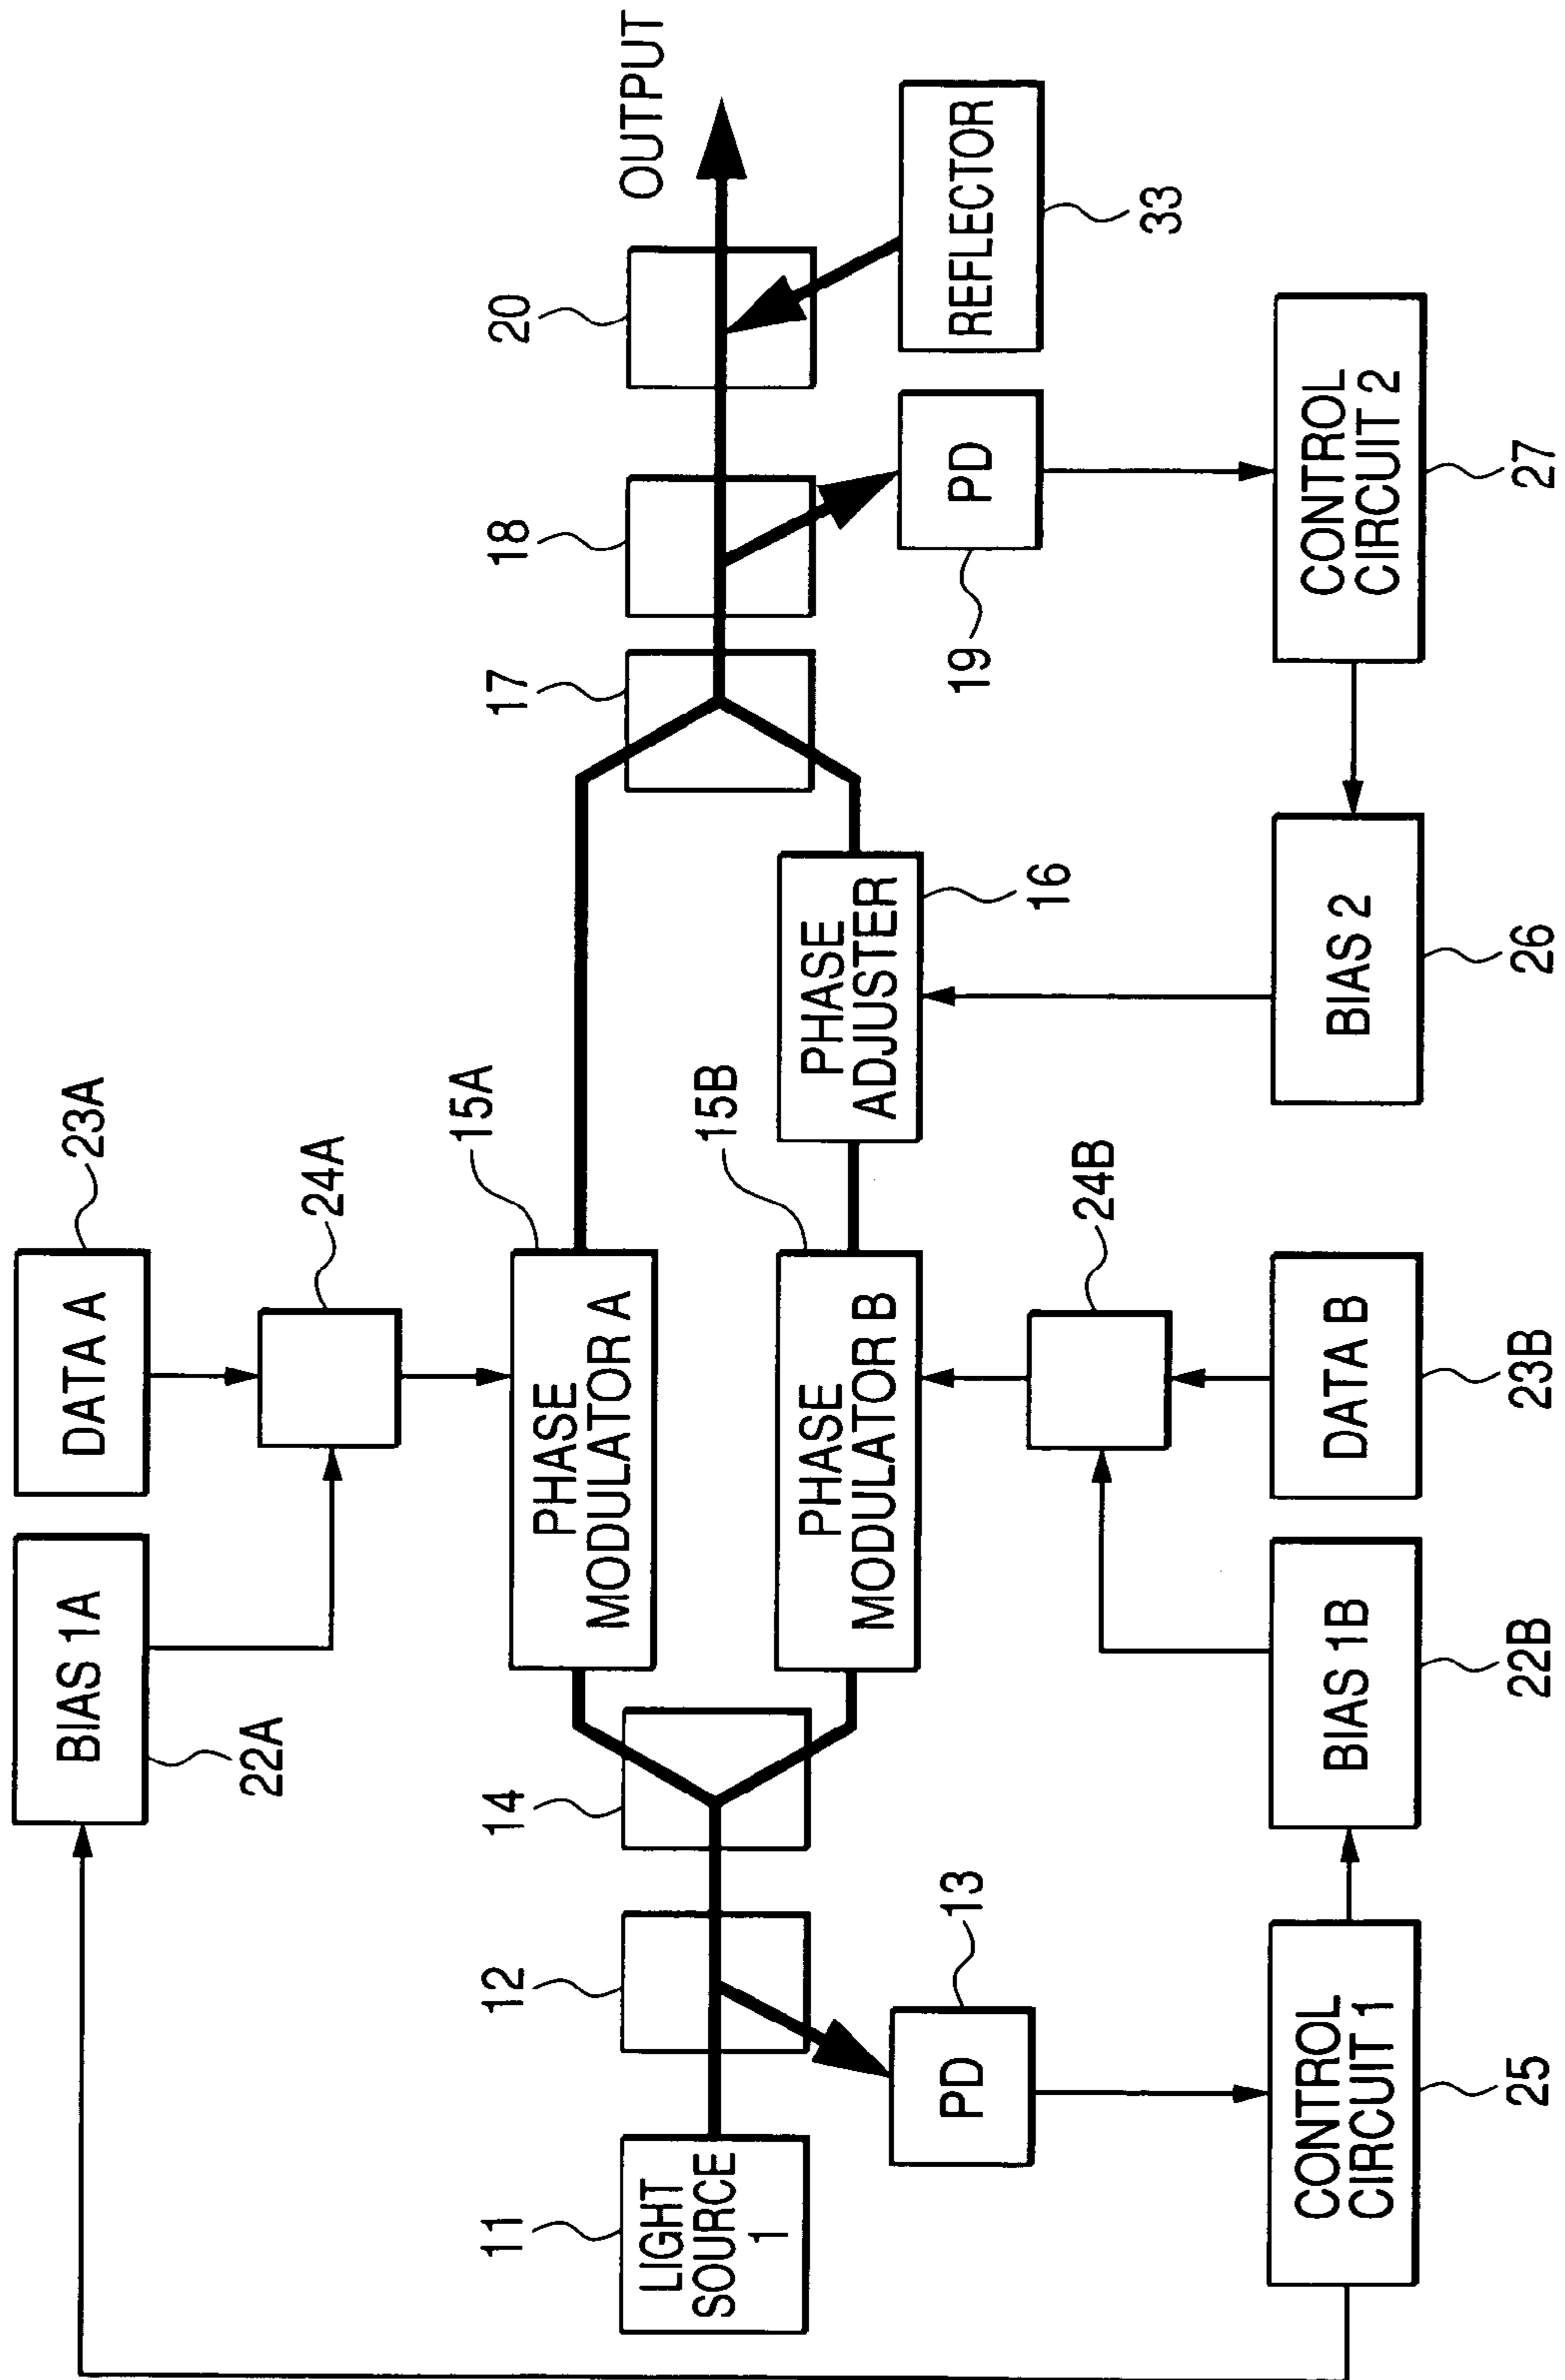 BIAS 1A
22A
DATA A
23A
24A
LIGHT
SOURCE
1
11
12
14
PHASE
MODULATOR A
15A
17
18
20
OUTPUT
PHASE
MODULATOR B
15B
PHASE
ADJUSTER
16
PD
13
PD
19
REFLECTOR
33
24B
CONTROL
CIRCUIT 1
25
BIAS 1B
22B
DATA B
23B
BIAS 2
26
CONTROL
CIRCUIT 2
27